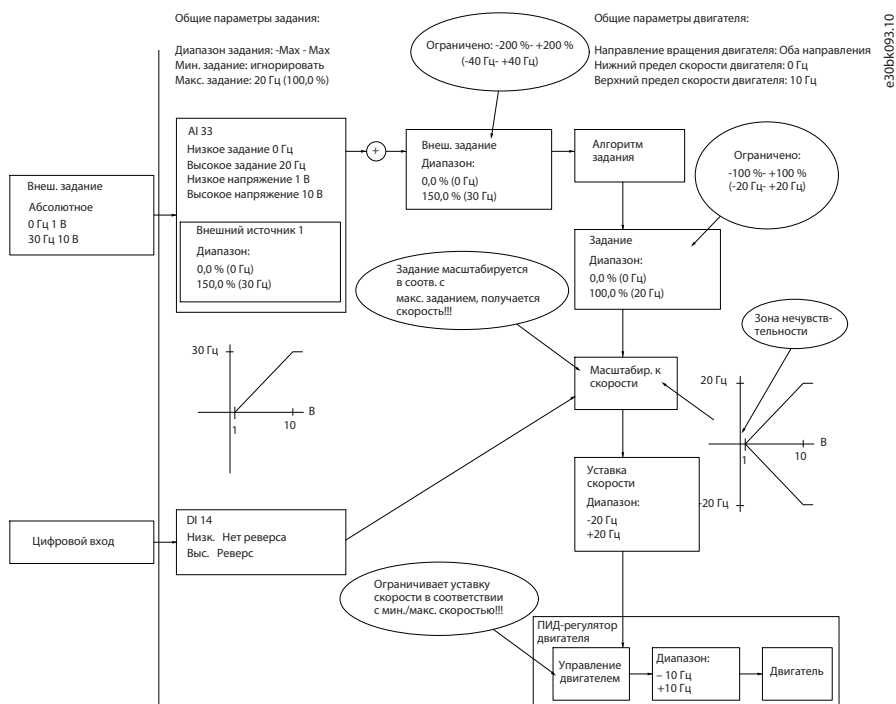 Общие параметры задания:
Диапазон задания: -Max - Max
Мин. задание: игнорировать
Макс. задание: 20 Гц (100,0 %)
Ограничено: -200 %- +200 %
(-40 Гц- +40 Гц)
Общие параметры двигателя:
Направление вращения двигателя: Оба направления
Нижний предел скорости двигателя: 0 Гц
Верхний предел скорости двигателя: 10 Гц
e30bk093.10
Внеш. задание
Абсолютное
0 Гц 1 В
30 Гц 10 В
AI 33
Низкое задание 0 Гц
Высокое задание 20 Гц
Низкое напряжение 1 В
Высокое напряжение 10 В
Внешний источник 1
Диапазон:
0,0 % (0 Гц)
150,0 % (30 Гц)
+
Внеш. задание
Диапазон:
0,0 % (0 Гц)
150,0 % (30 Гц)
Алгоритм
задания
Ограничено:
-100 %- +100 %
(-20 Гц- +20 Гц)
Задание
Диапазон:
0,0 % (0 Гц)
100,0 % (20 Гц)
Задание масштабируется
в соотв. с
макс. заданием, получается
скорость!!!
Зона нечувств-
тельности
30 Гц
1
10
В
Масштабир. к
скорости
20 Гц
1
10
В
-20 Гц
Уставка
скорости
Диапазон:
-20 Гц
+20 Гц
Цифровой вход
DI 14
Низк. Нет реверса
Выс. Реверс
Ограничивает уставку
скорости в соответствии
с мин./макс. скоростью!!!
ПИД-регулятор
двигателя
Управление
двигателем
Диапазон:
– 10 Гц
+10 Гц
Двигатель